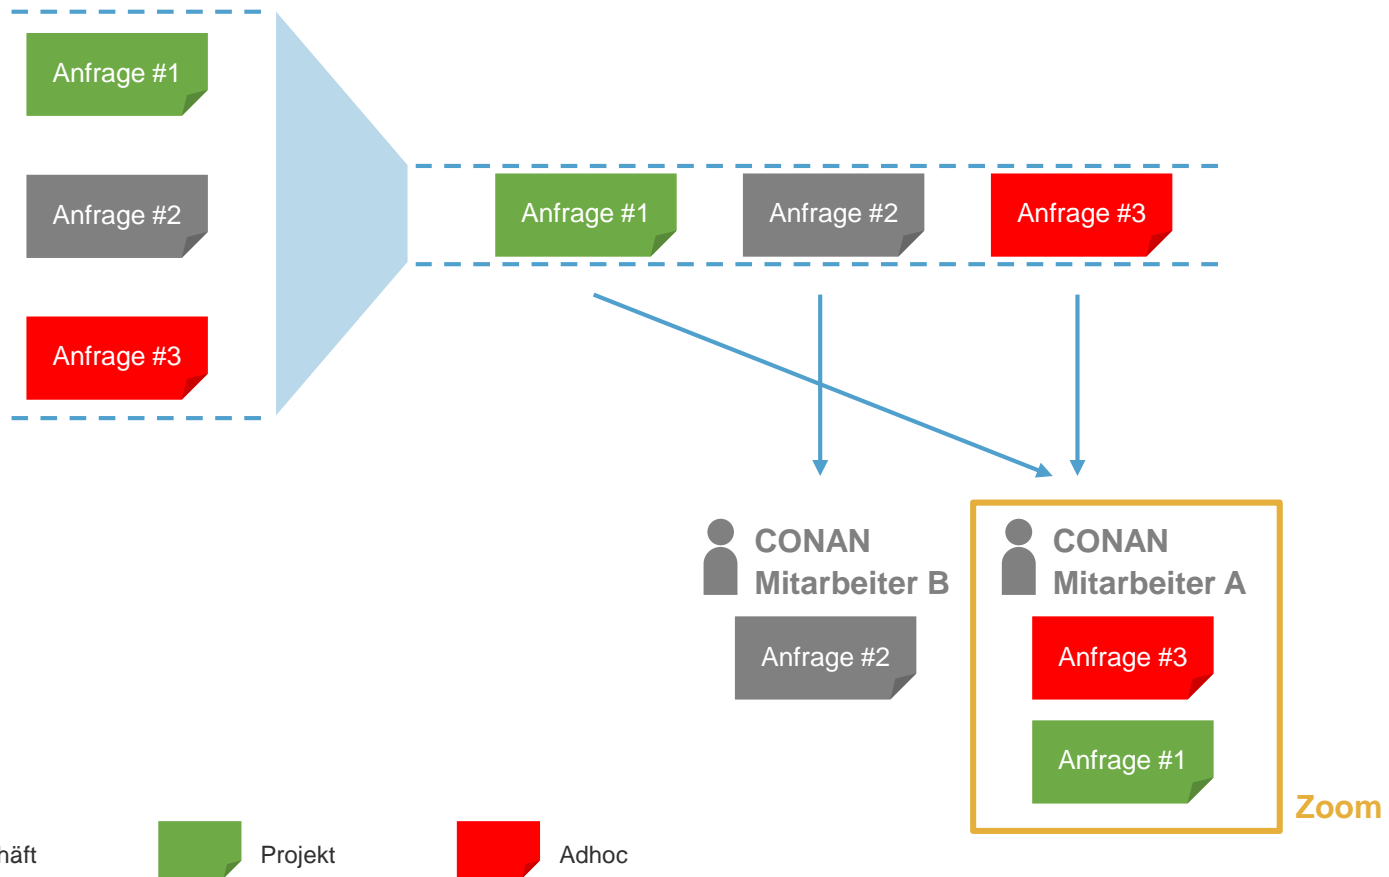 Anfrage #1
Anfrage #2
Anfrage #3
Anfrage #1
Anfrage #2
Anfrage #3
CONAN
Mitarbeiter B
Anfrage #2
CONAN
Mitarbeiter A
Anfrage #3
Anfrage #1
Zoom
häft
Projekt
Adhoc